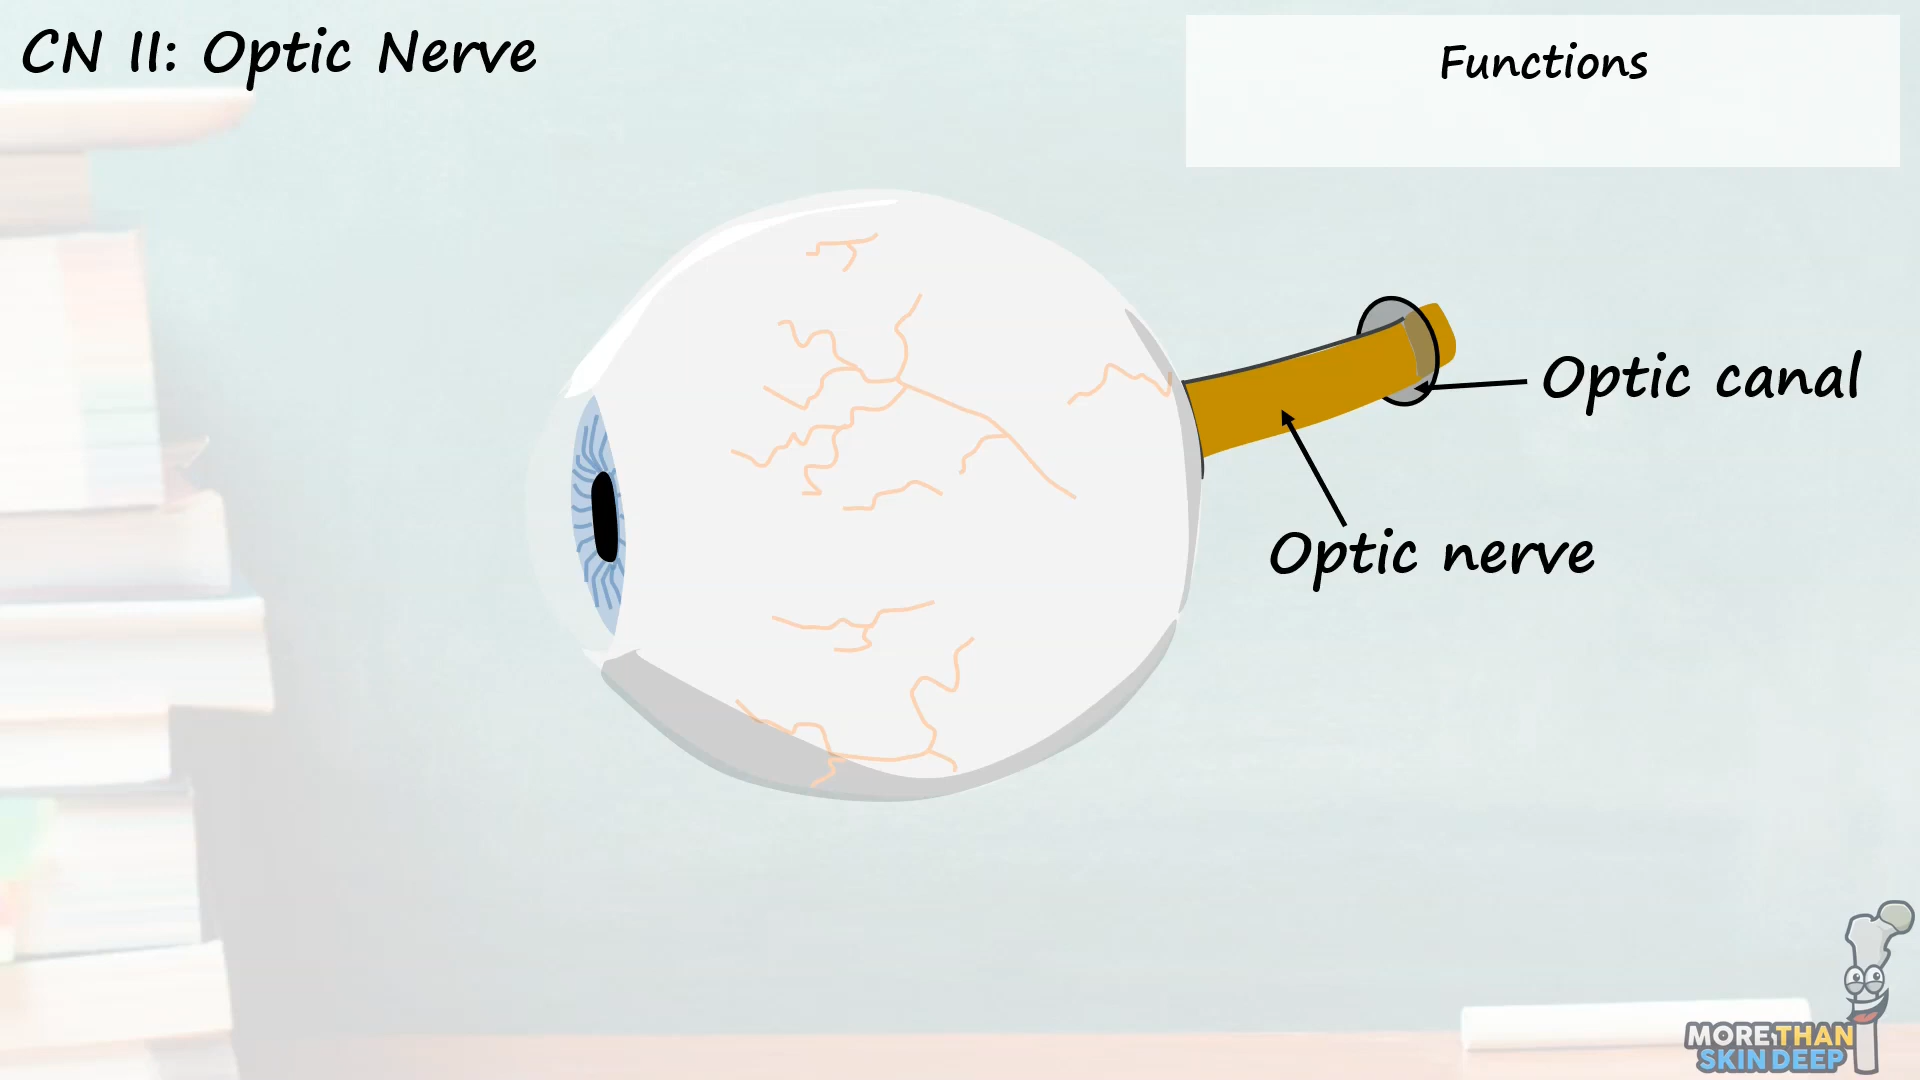 CN II: Optic Nerve
Functions
Optic canal
Optic nerve
MORE THAN
SKIN DEEP